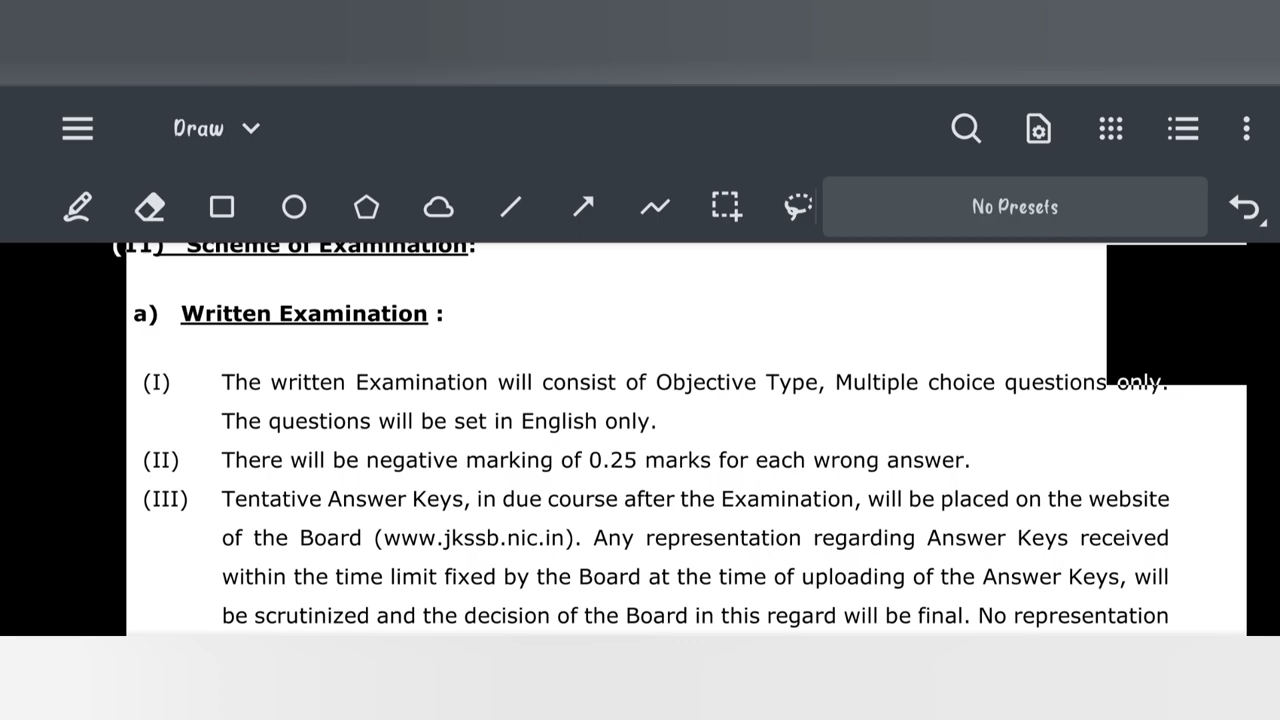 Draw
No Presets
(II) Scheme of Examination:
a) Written Examination :
(I) The written Examination will consist of Objective Type, Multiple choice questions only.
The questions will be set in English only.
(II) There will be negative marking of 0.25 marks for each wrong answer.
(III) Tentative Answer Keys, in due course after the Examination, will be placed on the website
of the Board (www.jkssb.nic.in). Any representation regarding Answer Keys received
within the time limit fixed by the Board at the time of uploading of the Answer Keys, will
be scrutinized and the decision of the Board in this regard will be final. No representation